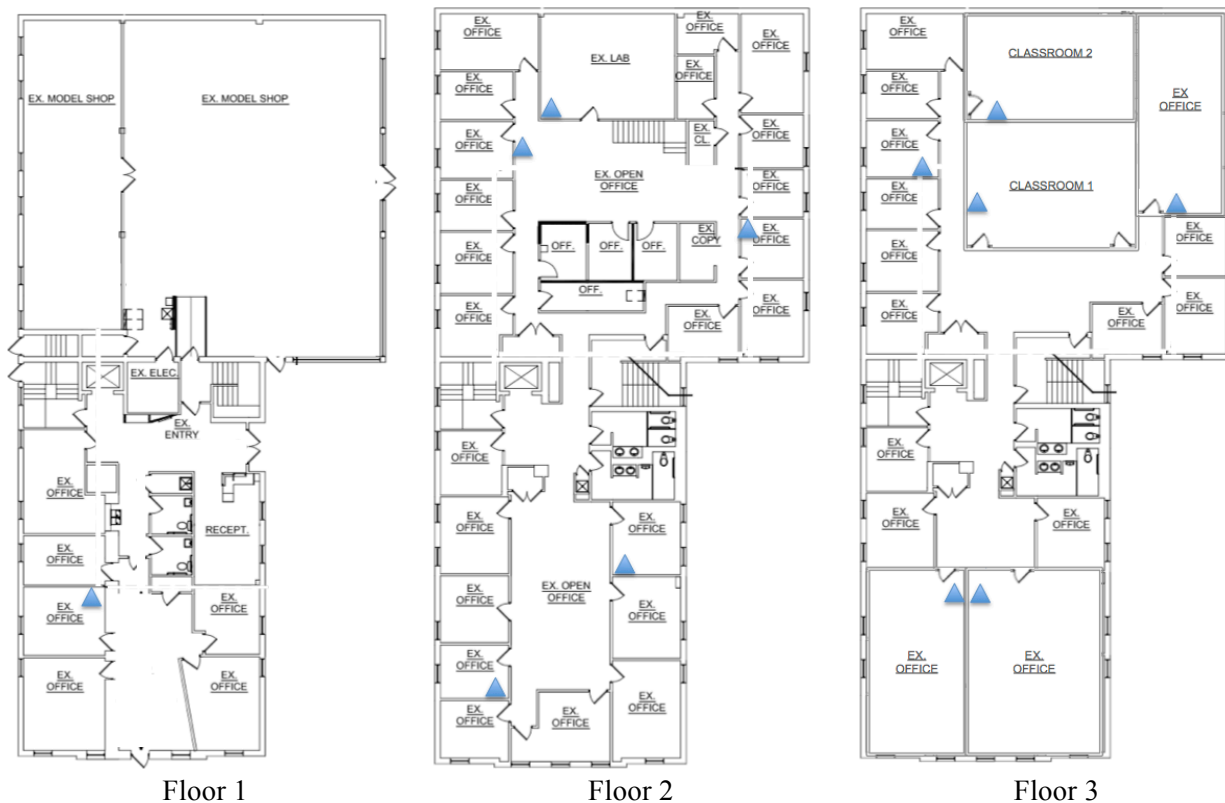 EX. MODEL SHOP
EX. MODEL SHOP
EX. ELEC.
EX.
ENTRY
EX.
OFFICE
RECEPT.
EX.
OFFICE
EX.
OFFICE
EX.
OFFICE
EX.
OFFICE
EX.
OFFICE
Floor 1
EX.
OFFICE
EX. LAB
EX.
OFFICE
EX.
OFFICE
EX.
OFFICE
EX.
OFFICE
EX.
OFFICE
EX.
CL.
EX.
OFFICE
EX.
OFFICE
EX. OPEN
OFFICE
EX.
OFFICE
OFF.
OFF.
OFF.
EX.
COPY
EX.
OFFICE
EX.
OFFICE
OFF.
EX.
OFFICE
EX.
OFFICE
EX.
OFFICE
EX.
OFFICE
EX.
OFFICE
EX.
OFFICE
EX.
OFFICE
EX. OPEN
OFFICE
EX.
OFFICE
EX.
OFFICE
EX.
OFFICE
EX.
OFFICE
EX.
OFFICE
Floor 2
EX.
OFFICE
CLASSROOM 2
EX
OFFICE
EX.
OFFICE
EX.
OFFICE
EX.
OFFICE
CLASSROOM 1
EX.
OFFICE
EX.
OFFICE
EX.
OFFICE
EX.
OFFICE
EX.
OFFICE
EX.
OFFICE
EX.
OFFICE
EX.
OFFICE
EX.
OFFICE
EX.
OFFICE
Floor 3